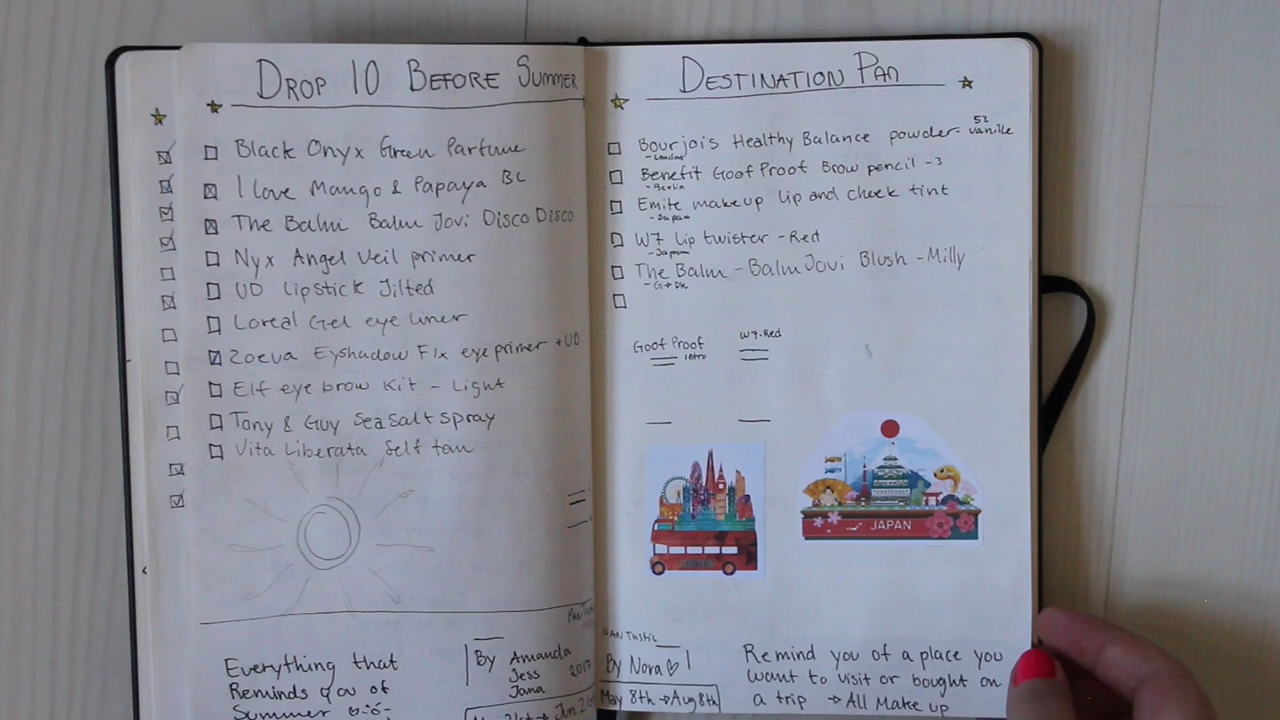 DROP 10 BEFORE SUMMER
Black Onyx Green Parfume
I love Mango & Papaya BL
The Balm Balm Jovi Disco Disco
Nyx Angel Veil primer
UD Lipstick Jilted
Loreal Gel eye liner
Zoeva Eyshadow Fix eye primer + UD
Elf eye brow Kit - Light
Tony & Guy Sea Salt spray
Vita Liberata Self tan
PAN
Everything that
Reminds you of
Summer
By Amanda
Jess 2017
Jana
DESTINATION PAN
Bourjois Healthy Balance powder - 52 vanille
- London
Benefit Goof Proof Brow pencil - 3
- Berlin
Emite makeup lip and cheek tint
- Japan
W7 Lip twister - Red
- Japan
The Balm - Balm Jovi Blush - Milly
Goof Proof
intro
W7-Red
JAPAN
PAN Tastic
By Nora ♡
May 8th → Aug 8th
Remind you of a place you
want to visit or bought on
a trip → All Make up